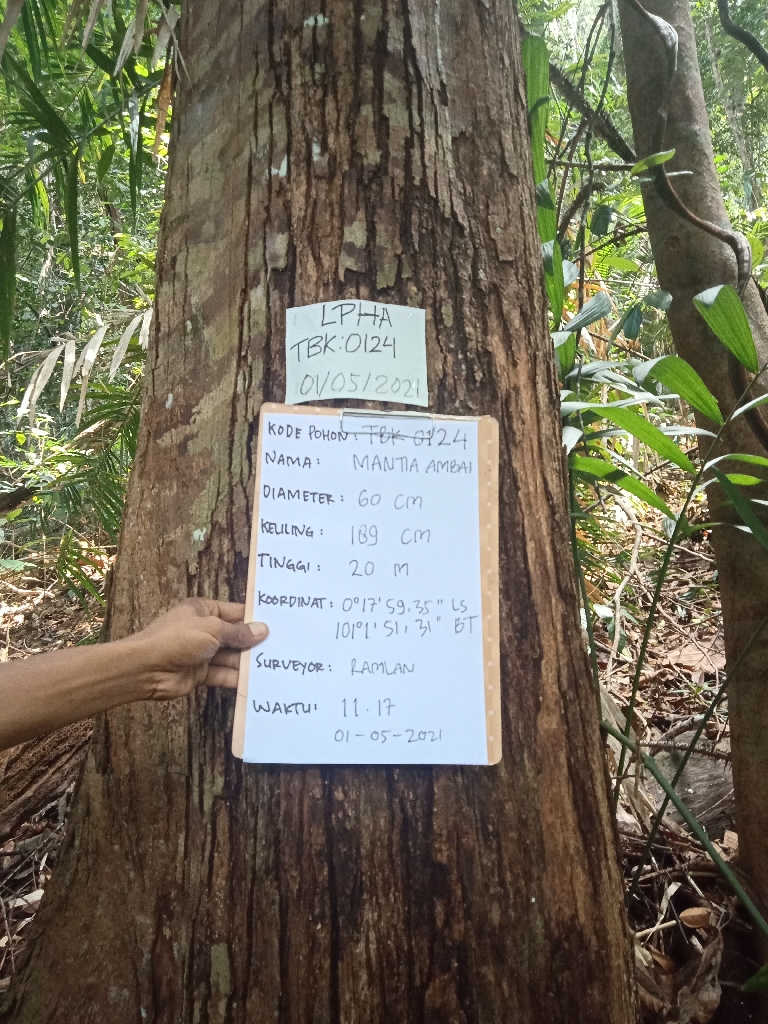 LPHA
TBK:0124
01/05/2021
KODE POHON: TBK 0124
NAMA: MANTIA AMBAI
DIAMETER: 60 CM
KELILING: 189 CM
TINGGI: 20 M
KOORDINAT: 0°17'59,35" LS
101°1'51,31" BT
SURVEYOR: RAMLAN
WAKTU: 11.17
01-05-2021